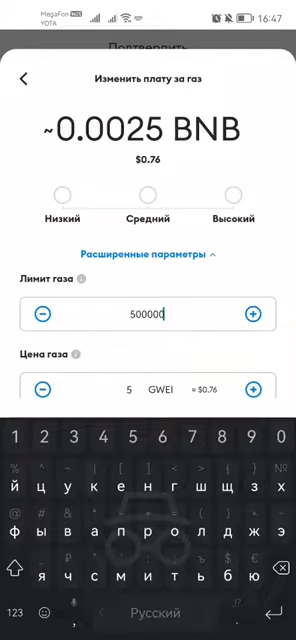 MegaFon
YOTA
16:47
Подтвердить
Изменить плату за газ
~0.0025 BNB
$0.76
Низкий Средний Высокий
Расширенные параметры
Лимит газа
500000
Цена газа
5 GWEI ≈ $0.76
1 2 3 4 5 6 7 8 9 0
% ^ ~ | [ ] < > { } №
й ц у к е н г ш щ з х
@ # & * - + = ( )
ф ы в а п р о л д ж э
_ ₽ " ' : ; ъ $ €
я ч с м и т ь б ю
123 , Русский .